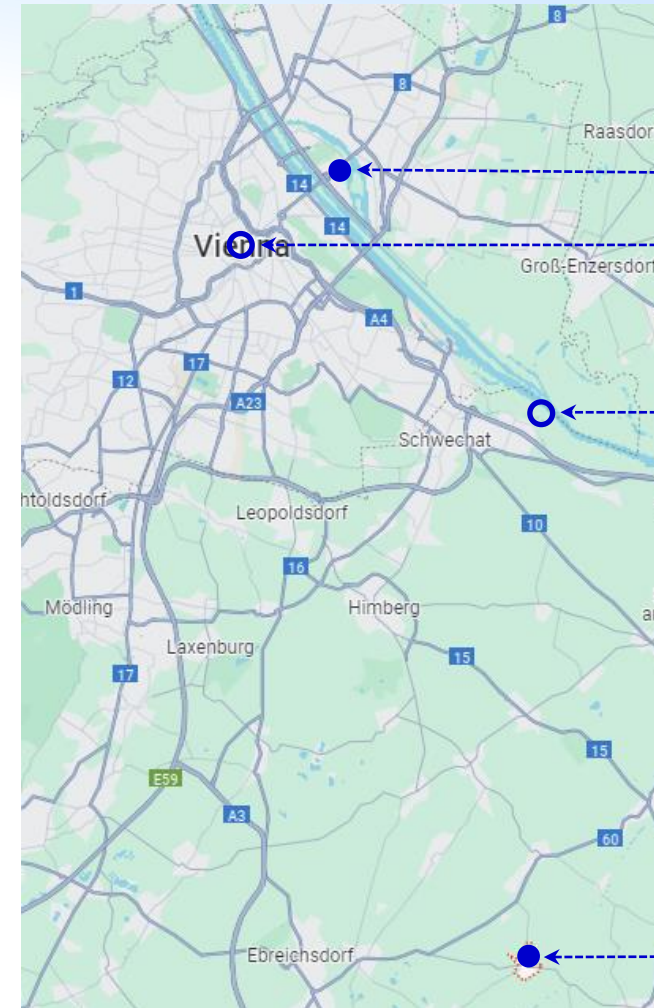 8
8
Raasdor
14
14
Vienna
Groß-Enzersdorf
1
A4
17
12
A23
Schwechat
htoldsdorf
Leopoldsdorf
10
16
Mödling
Himberg
a
Laxenburg
15
17
15
E59
A3
60
Ebreichsdorf